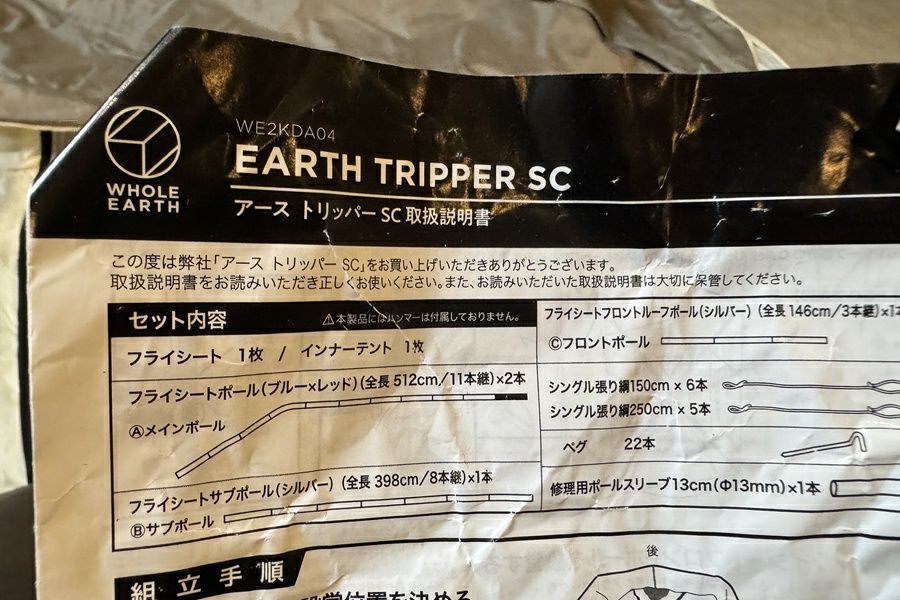 WE2KDA04
EARTH TRIPPER SC
WHOLE
EARTH
アース トリッパー SC 取扱説明書
この度は弊社「アース トリッパー SC」をお買い上げいただきありがとうございます。
取扱説明書をお読みいただき正しくお使いください。また、お読みいただいた取扱説明書は大切に保管してください。
セット内容
⚠本製品にはハンマーは付属しておりません。
フライシート 1枚 / インナーテント 1枚
フライシートポール(ブルー×レッド)(全長 512cm/11本継)×2本
Ⓐメインポール
フライシートサブポール(シルバー)(全長 398cm/8本継)×1本
Ⓑサブポール
フライシートフロントルーフポール(シルバー)(全長 146cm/3本継)×1本
Ⓒフロントポール
シングル張り綱150cm × 6本
シングル張り綱250cm × 5本
ペグ 22本
修理用ポールスリーブ13cm(Φ13mm)×1本
組立手順
後
位置を決める